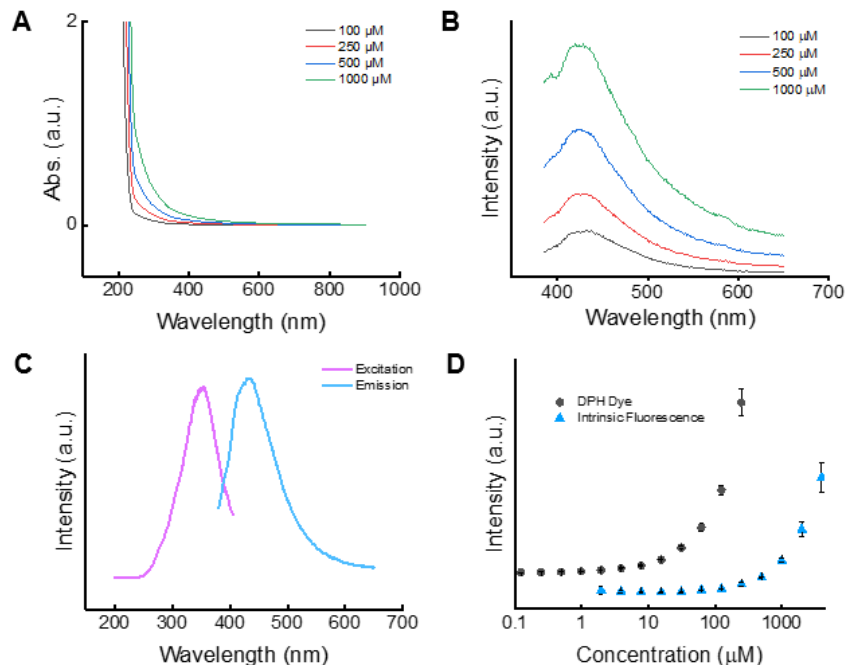 A
2
0
Abs. (a.u.)
100 μM
250 μM
500 μM
1000 μM
200 400 600 800 1000
Wavelength (nm)
B
Intensity (a.u.)
100 μM
250 μM
500 μM
1000 μM
400 500 600 700
Wavelength (nm)
C
Intensity (a.u.)
Excitation
Emission
200 300 400 500 600 700
Wavelength (nm)
D
Intensity (a.u.)
DPH Dye
Intrinsic Fluorescence
0.1 1 10 100 1000
Concentration (μM)